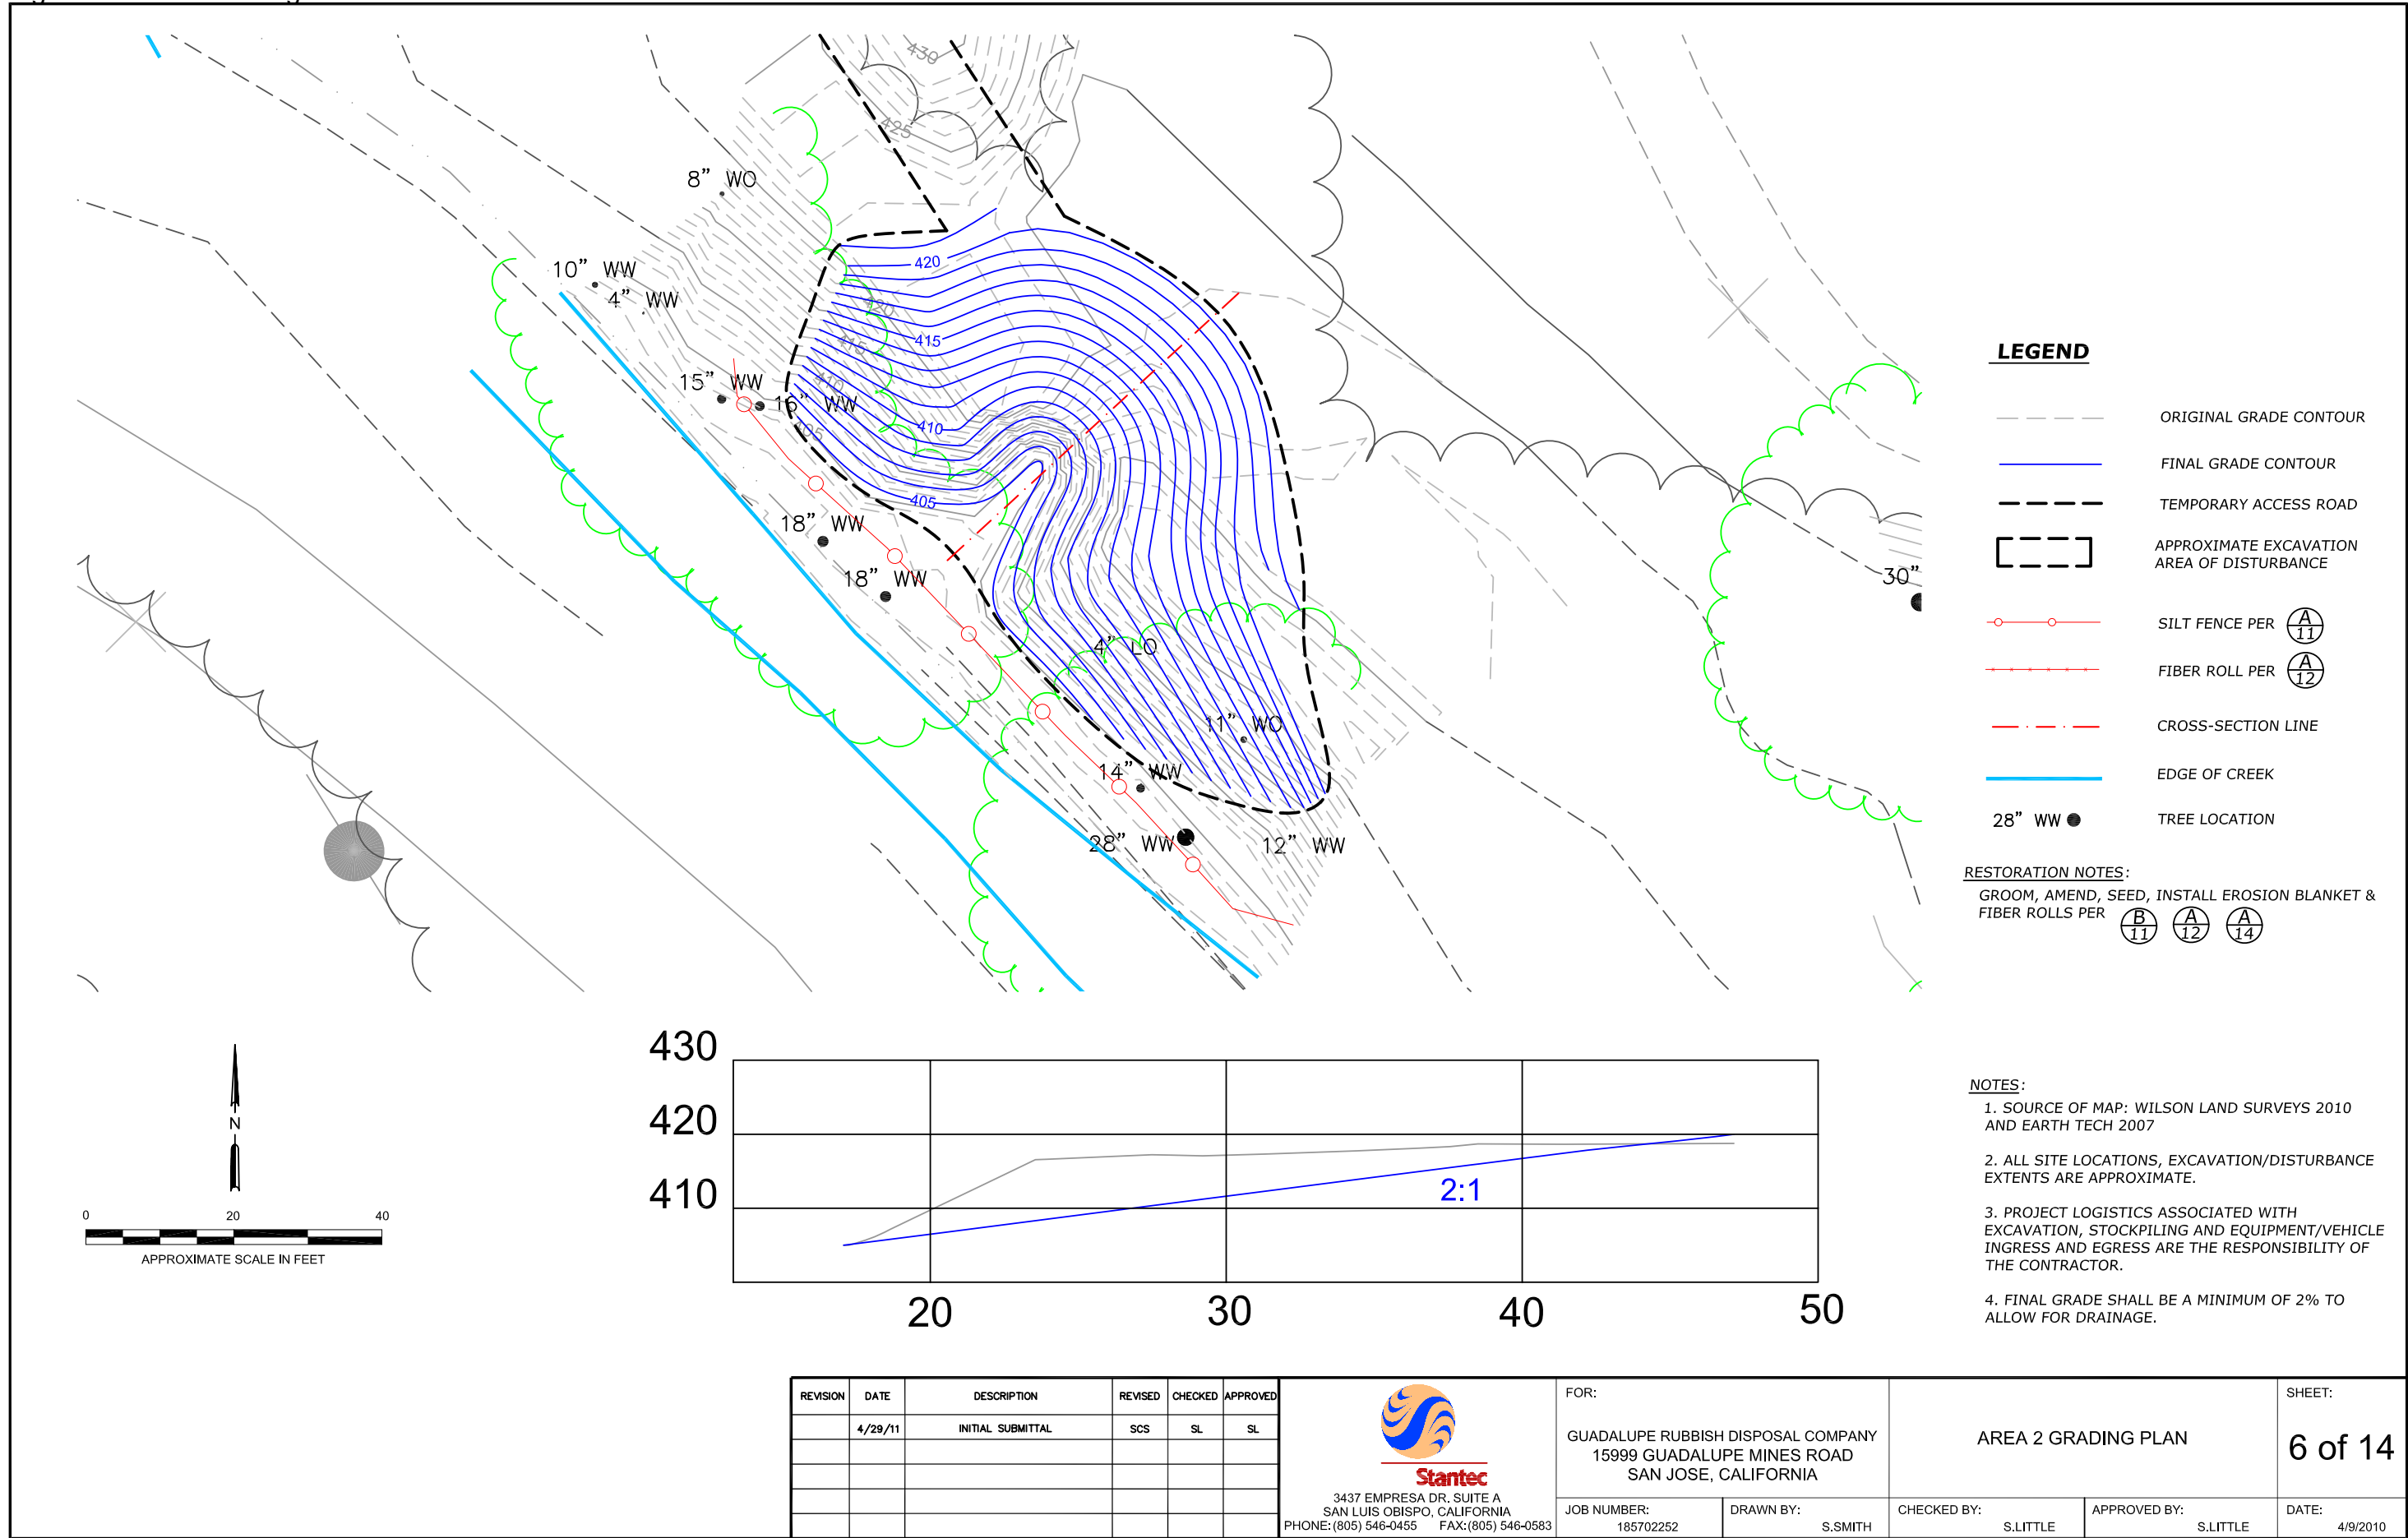 430
425
8” WO
10” WW
4” WW
420
420
415
415
410
15” WW
16” WW
405
410
405
18” WW
18” WW
4” LO
11” WO
14” WW
28” WW
12” WW
30”
LEGEND
ORIGINAL GRADE CONTOUR
FINAL GRADE CONTOUR
TEMPORARY ACCESS ROAD
APPROXIMATE EXCAVATION
AREA OF DISTURBANCE
SILT FENCE PER A 11
FIBER ROLL PER A 12
CROSS-SECTION LINE
EDGE OF CREEK
28” WW TREE LOCATION
RESTORATION NOTES:
GROOM, AMEND, SEED, INSTALL EROSION BLANKET &
FIBER ROLLS PER B 11 A 12 A 14
N
0 20 40
APPROXIMATE SCALE IN FEET
430
420
410
2:1
20 30 40 50
NOTES:
1. SOURCE OF MAP: WILSON LAND SURVEYS 2010
AND EARTH TECH 2007
2. ALL SITE LOCATIONS, EXCAVATION/DISTURBANCE
EXTENTS ARE APPROXIMATE.
3. PROJECT LOGISTICS ASSOCIATED WITH
EXCAVATION, STOCKPILING AND EQUIPMENT/VEHICLE
INGRESS AND EGRESS ARE THE RESPONSIBILITY OF
THE CONTRACTOR.
4. FINAL GRADE SHALL BE A MINIMUM OF 2% TO
ALLOW FOR DRAINAGE.
REVISION DATE DESCRIPTION REVISED CHECKED APPROVED
4/29/11 INITIAL SUBMITTAL SCS SL SL
Stantec
3437 EMPRESA DR. SUITE A
SAN LUIS OBISPO, CALIFORNIA
PHONE:(805) 546-0455 FAX:(805) 546-0583
FOR:
GUADALUPE RUBBISH DISPOSAL COMPANY
15999 GUADALUPE MINES ROAD
SAN JOSE, CALIFORNIA
AREA 2 GRADING PLAN
SHEET:
6 of 14
JOB NUMBER:
185702252
DRAWN BY:
S.SMITH
CHECKED BY:
S.LITTLE
APPROVED BY:
S.LITTLE
DATE:
4/9/2010